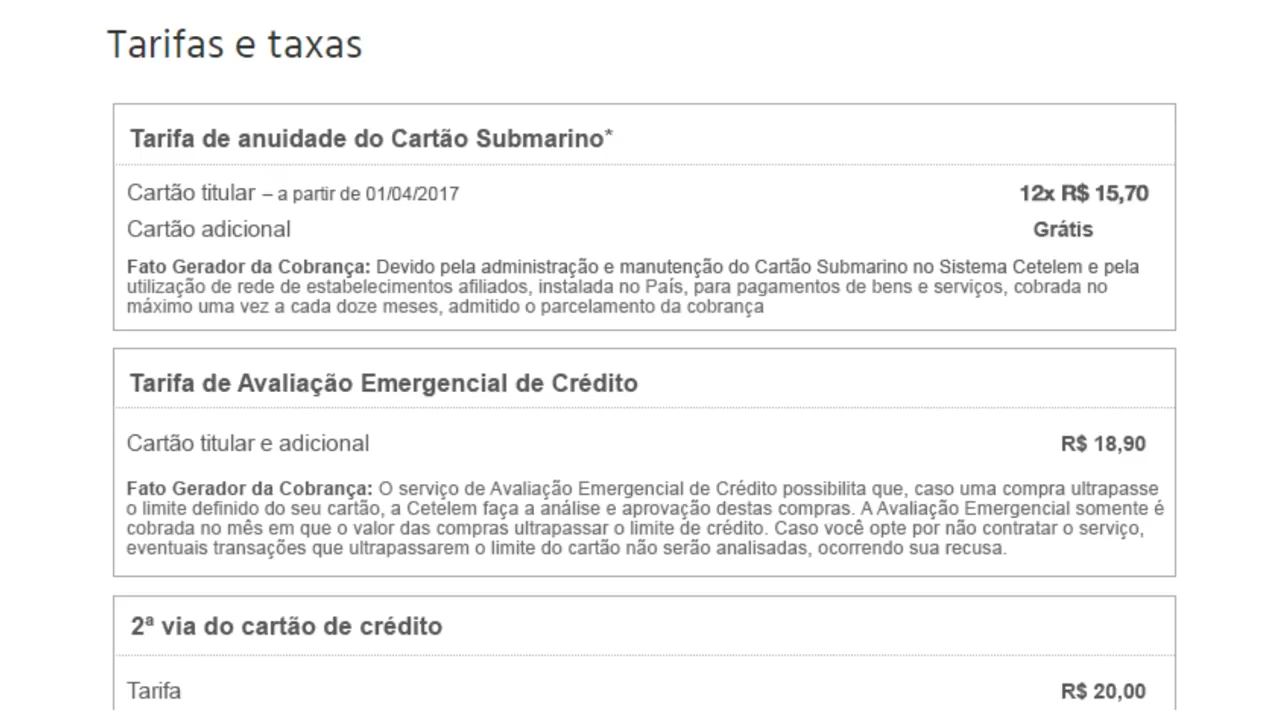 Tarifas e taxas
Tarifa de anuidade do Cartão Submarino*
Cartão titular – a partir de 01/04/2017 12x R$ 15,70
Cartão adicional Grátis
Fato Gerador da Cobrança: Devido pela administração e manutenção do Cartão Submarino no Sistema Cetelem e pela
utilização de rede de estabelecimentos afiliados, instalada no País, para pagamentos de bens e serviços, cobrada no
máximo uma vez a cada doze meses, admitido o parcelamento da cobrança
Tarifa de Avaliação Emergencial de Crédito
Cartão titular e adicional R$ 18,90
Fato Gerador da Cobrança: O serviço de Avaliação Emergencial de Crédito possibilita que, caso uma compra ultrapasse
o limite definido do seu cartão, a Cetelem faça a análise e aprovação destas compras. A Avaliação Emergencial somente é
cobrada no mês em que o valor das compras ultrapassar o limite de crédito. Caso você opte por não contratar o serviço,
eventuais transações que ultrapassarem o limite do cartão não serão analisadas, ocorrendo sua recusa.
2ª via do cartão de crédito
Tarifa R$ 20,00